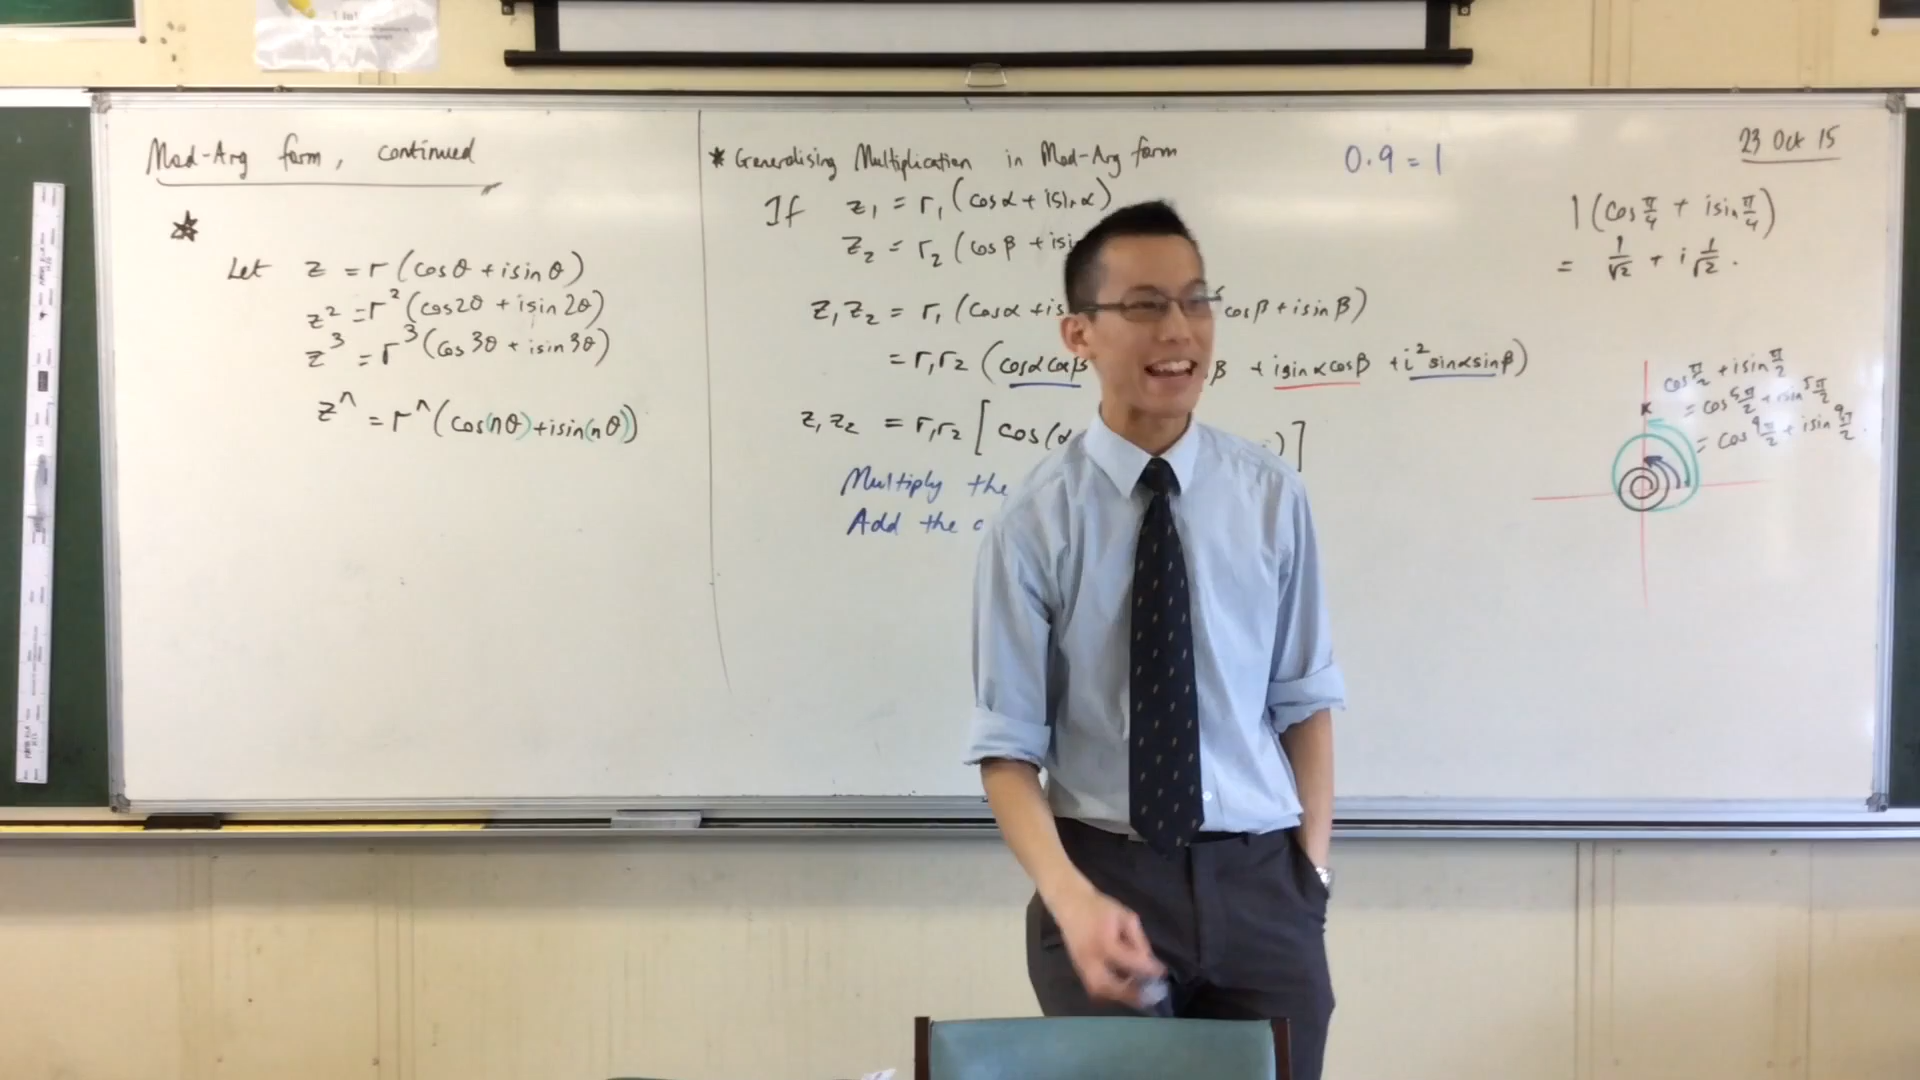 Mod-Arg form, continued
Let z = r(cosθ + isinθ)
z² = r²(cos2θ + isin2θ)
z³ = r³(cos3θ + isin3θ)
zⁿ = rⁿ(cos(nθ) + isin(nθ))
* Generalising Multiplication in Mod-Arg form
If z₁ = r₁(cosα + isinα)
z₂ = r₂(cosβ + isi
z₁z₂ = r₁(cosα + is cosβ + isinβ)
= r₁r₂(cosαcosβ β + isinαcosβ + i²sinαsinβ)
z₁z₂ = r₁r₂[cos(α )]
Multiply the
Add the
0.9 = 1
23 Oct 15
1(cos π/4 + isin π/4)
= 1/√2 + i 1/√2.
cos π/2 + isin π/2
= cos 5π/2 + isin 5π/2
= cos 9π/2 + isin 9π/2.